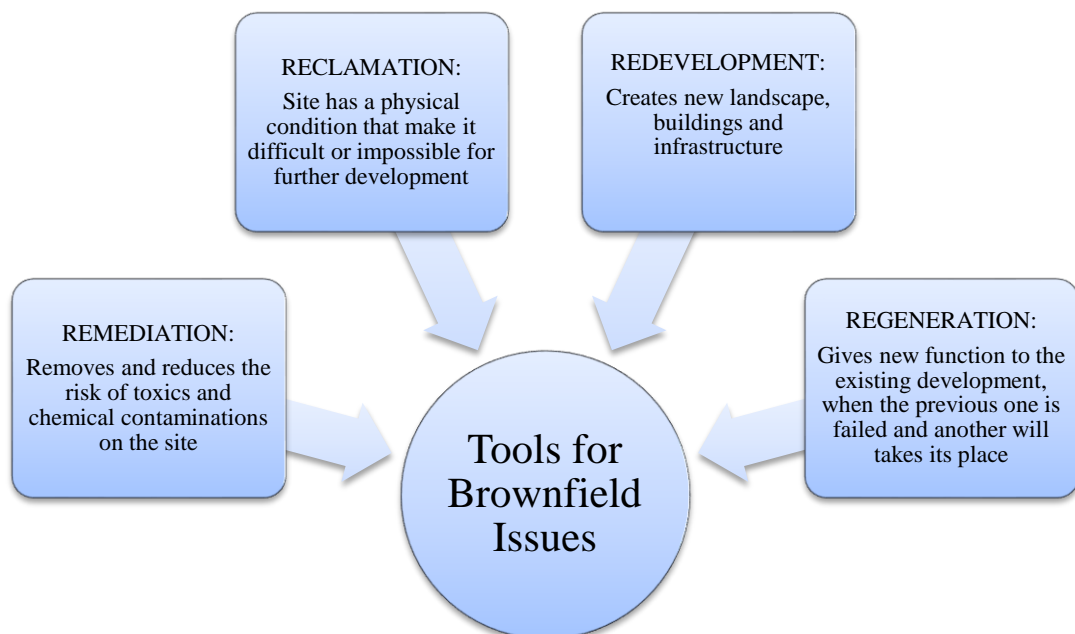 RECLAMATION:
Site has a physical
condition that make it
difficult or impossible for
further development
REDEVELOPMENT:
Creates new landscape,
buildings and
infrastructure
REMEDIATION:
Removes and reduces the
risk of toxics and
chemical contaminations
on the site
REGENERATION:
Gives new function to the
existing development,
when the previous one is
failed and another will
takes its place
Tools for
Brownfield
Issues